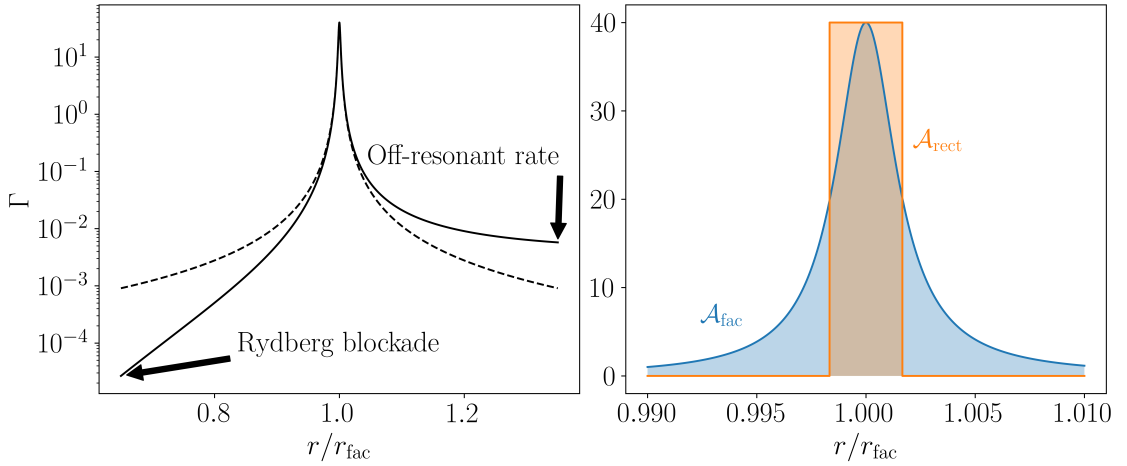 Γ
10^1
10^0
10^{-1}
10^{-2}
10^{-3}
10^{-4}
Off-resonant rate
Rydberg blockade
0.8 1.0 1.2
r/r_fac
40
30
20
10
0
𝒜_rect
𝒜_fac
0.990 0.995 1.000 1.005 1.010
r/r_fac